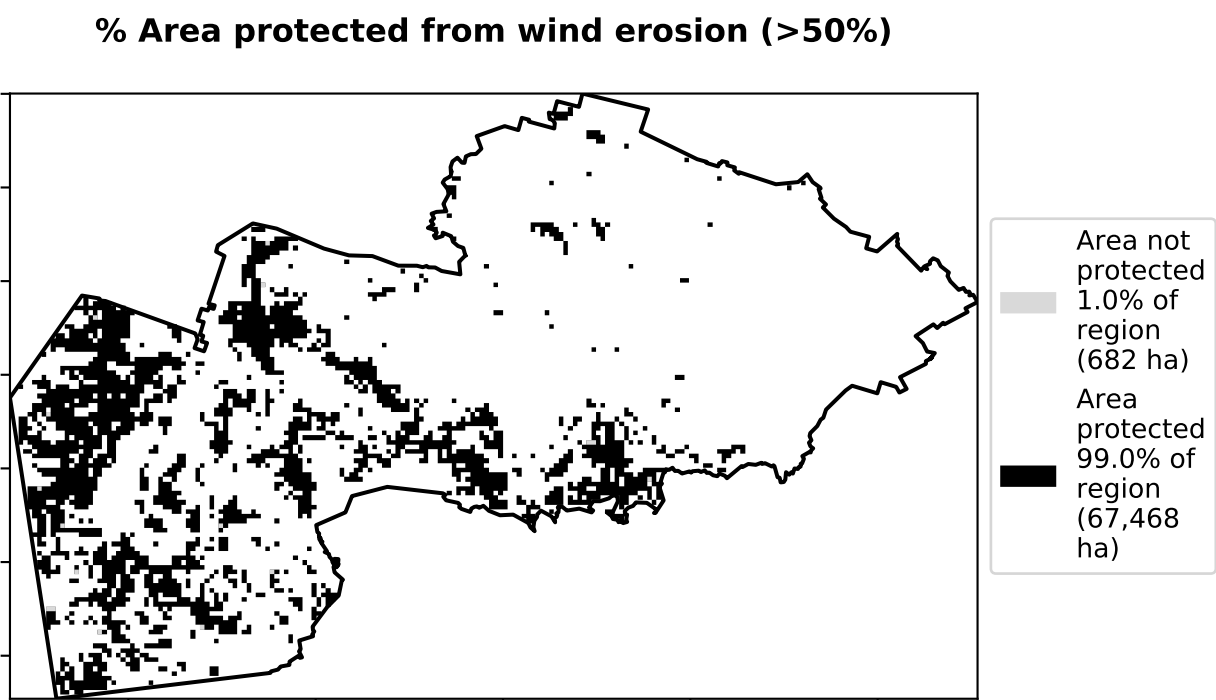 % Area protected from wind erosion (>50%)
Area not
protected
1.0% of
region
(682 ha)
Area
protected
99.0% of
region
(67,468
ha)